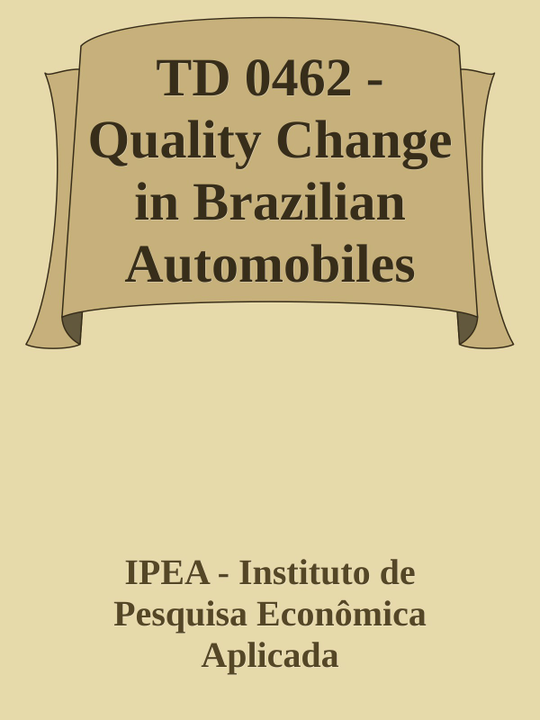 TD 0462 -
Quality Change
in Brazilian
Automobiles
IPEA - Instituto de
Pesquisa Econômica
Aplicada